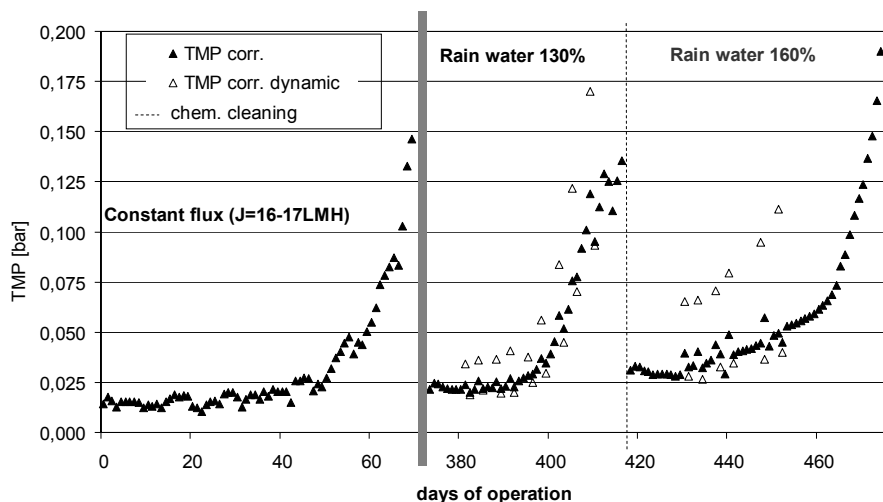 0,200
0,175
0,150
0,125
0,100
0,075
0,050
0,025
0,000
TMP [bar]
TMP corr.
TMP corr. dynamic
chem. cleaning
Constant flux (J=16-17LMH)
Rain water 130%
Rain water 160%
0 20 40 60 380 400 420 440 460
days of operation